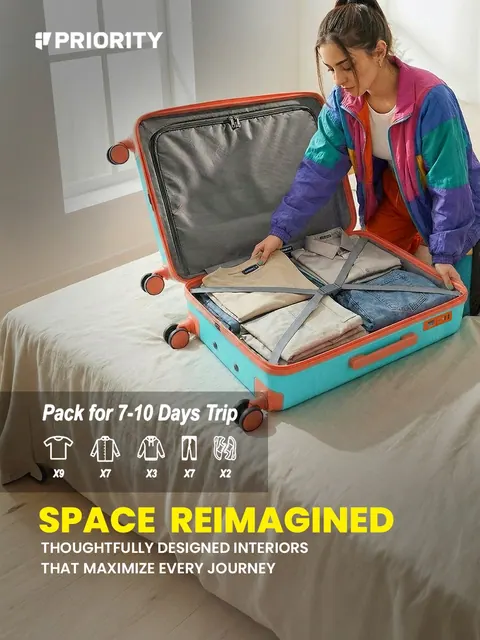 PRIOR1TY
Pack for 7-10 Days Trip
X9 X7 X3 X7 X2
SPACE REIMAGINED
THOUGHTFULLY DESIGNED INTERIORS
THAT MAXIMIZE EVERY JOURNEY